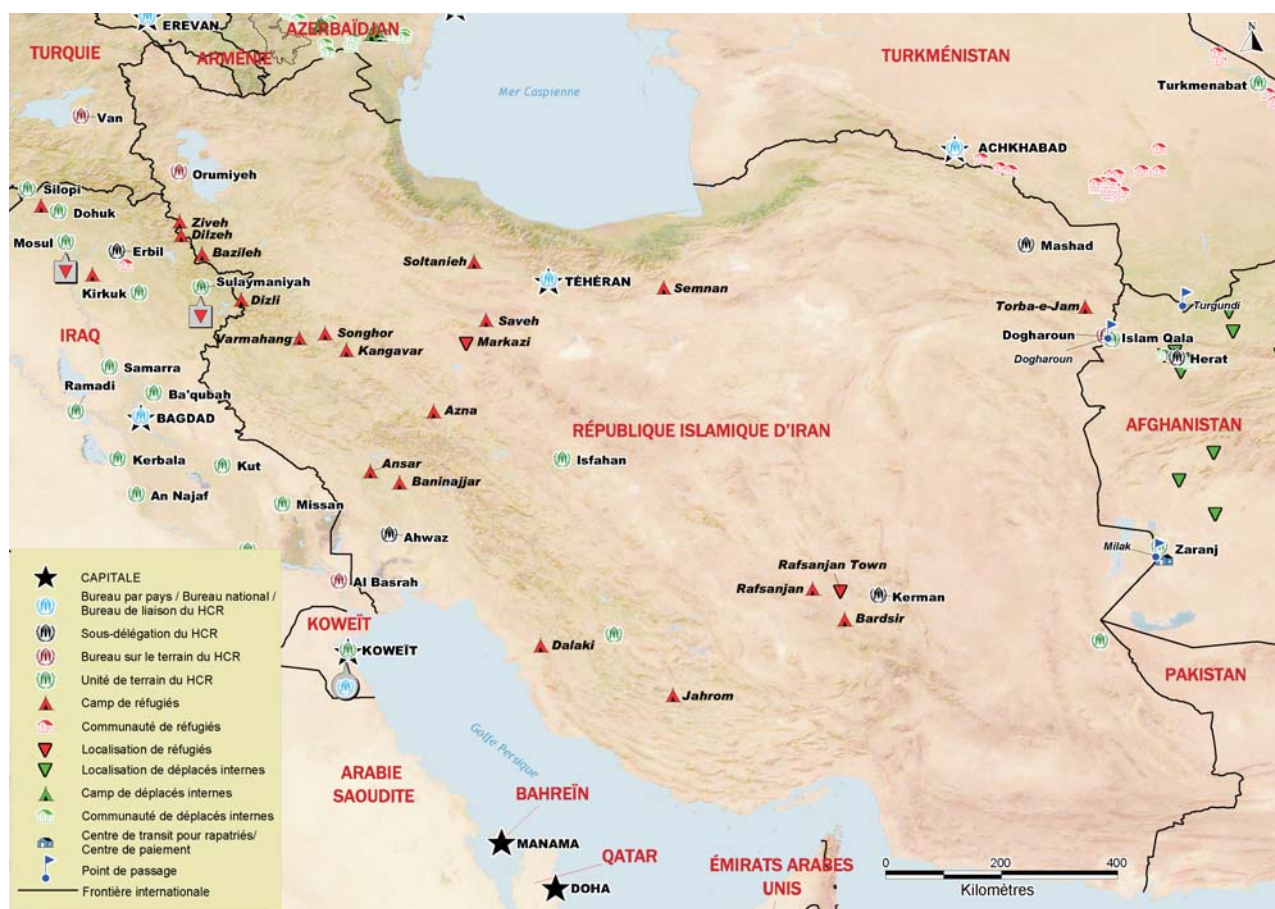 EREVAN
AZERBAÏDJAN
TURQUIE
ARMÉNIE
Mer Caspienne
TURKMÉNISTAN
N
Turkmenabat
Van
ACHKHABAD
Orumiyeh
Silopi
Dohuk
Ziveh
Dilzeh
Mosul
Erbil
Bazileh
Mashad
Soltanieh
TÉHÉRAN
Semnan
Kirkuk
Sulaymaniyah
Dizli
Torba-e-Jam
Turgundi
IRAQ
Varmahang
Songhor
Saveh
Markazi
Kangavar
Dogharoun
Islam Qala
Dogharoun
Herat
Samarra
Ramadi
Ba'qubah
BAGDAD
Azna
RÉPUBLIQUE ISLAMIQUE D'IRAN
AFGHANISTAN
Kerbala
Kut
Isfahan
Ansar
Baninajjar
An Najaf
Missan
Ahwaz
Milak
Zaranj
Al Basrah
Rafsanjan Town
Rafsanjan
Kerman
Bardsir
KOWEÏT
KOWEÏT
Dalaki
PAKISTAN
Jahrom
Golfe Persique
ARABIE
SAOUDITE
BAHREÏN
MANAMA
QATAR
DOHA
ÉMIRATS ARABES
UNIS
0 200 400
Kilomètres
CAPITALE
Bureau par pays / Bureau national /
Bureau de liaison du HCR
Sous-délégation du HCR
Bureau sur le terrain du HCR
Unité de terrain du HCR
Camp de réfugiés
Communauté de réfugiés
Localisation de réfugiés
Localisation de déplacés internes
Camp de déplacés internes
Communauté de déplacés internes
Centre de transit pour rapatriés/
Centre de paiement
Point de passage
Frontière internationale